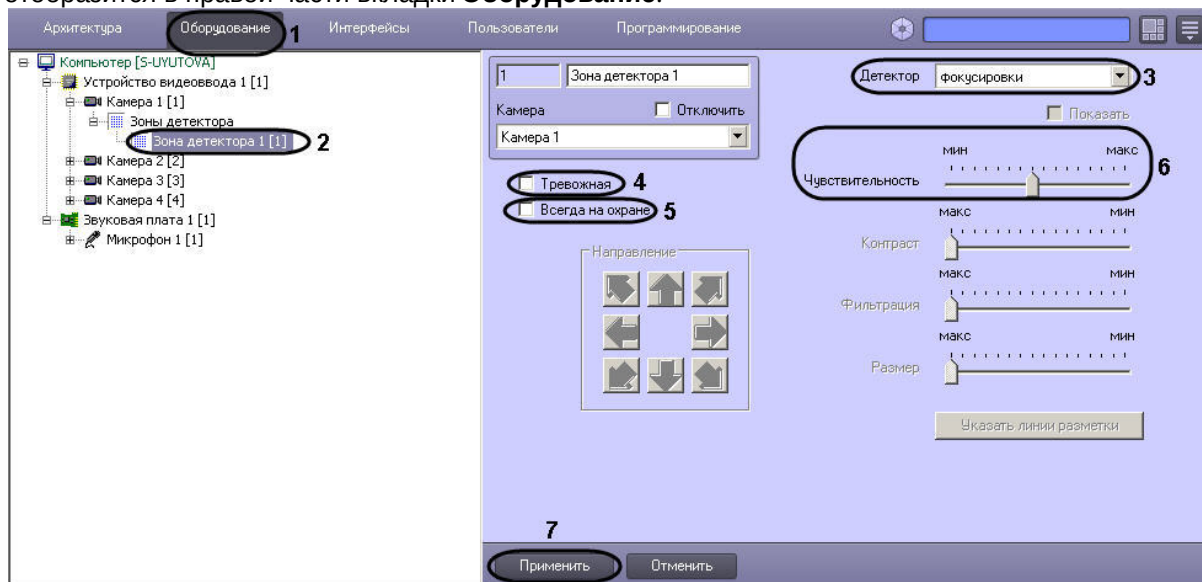 отобразится в правой части вкладки Оборудование.
Архитектура Оборудование 1 Интерфейсы Пользователи Программирование
Компьютер [S-UYUTOVA]
Устройство видеоввода 1 [1]
Камера 1 [1]
Зоны детектора
Зона детектора 1 [1] 2
Камера 2 [2]
Камера 3 [3]
Камера 4 [4]
Звуковая плата 1 [1]
Микрофон 1 [1]
1 Зона детектора 1
Камера Отключить
Камера 1
Тревожная 4
Всегда на охране 5
Направление
Детектор фокусировки 3
Показать
мин макс
Чувствительность 6
макс мин
Контраст
макс мин
Фильтрация
макс мин
Размер
Указать линии разметки
7
Применить Отменить